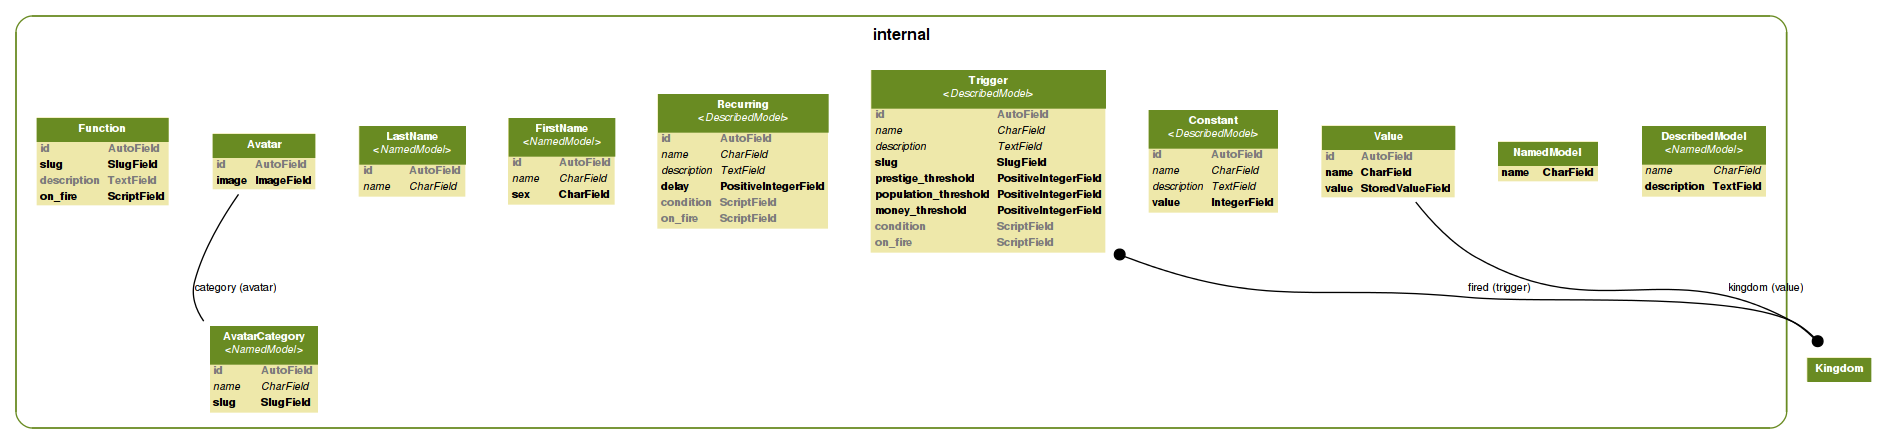 internal
Function
id AutoField
slug SlugField
description TextField
on_fire ScriptField
Avatar
id AutoField
image ImageField
LastName
<NamedModel>
id AutoField
name CharField
FirstName
<NamedModel>
id AutoField
name CharField
sex CharField
Recurring
<DescribedModel>
id AutoField
name CharField
description TextField
delay PositiveIntegerField
condition ScriptField
on_fire ScriptField
Trigger
<DescribedModel>
id AutoField
name CharField
description TextField
slug SlugField
prestige_threshold PositiveIntegerField
population_threshold PositiveIntegerField
money_threshold PositiveIntegerField
condition ScriptField
on_fire ScriptField
Constant
<DescribedModel>
id AutoField
name CharField
description TextField
value IntegerField
Value
id AutoField
name CharField
value StoredValueField
NamedModel
name CharField
DescribedModel
<NamedModel>
name CharField
description TextField
category (avatar)
fired (trigger)
kingdom (value)
AvatarCategory
<NamedModel>
id AutoField
name CharField
slug SlugField
Kingdom